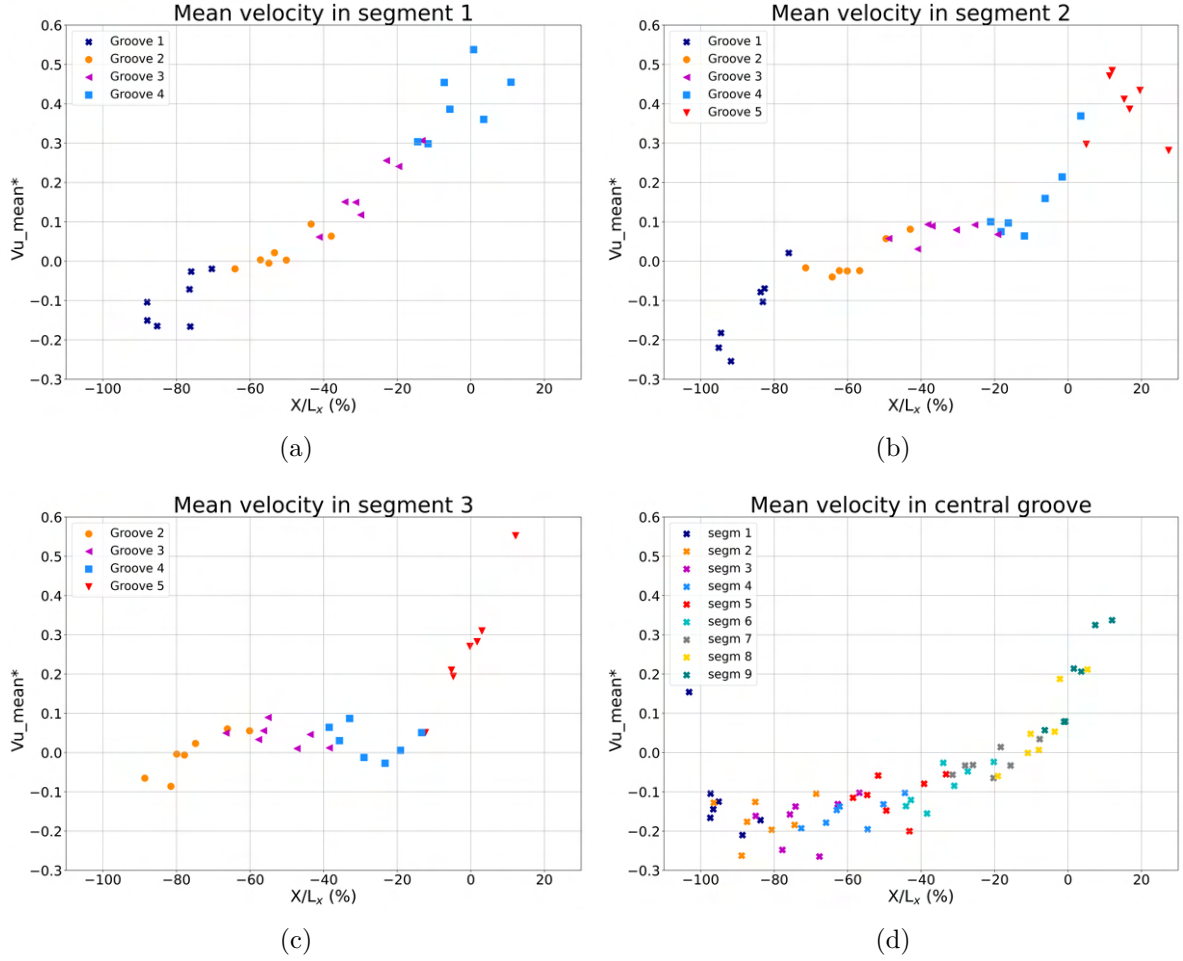 Mean velocity in segment 1
Groove 1
Groove 2
Groove 3
Groove 4
0.6
0.5
0.4
0.3
0.2
0.1
0.0
−0.1
−0.2
−0.3
Vu_mean*
−100 −80 −60 −40 −20 0 20
X/Lx (%)
(a)
Mean velocity in segment 2
Groove 1
Groove 2
Groove 3
Groove 4
Groove 5
0.6
0.5
0.4
0.3
0.2
0.1
0.0
−0.1
−0.2
−0.3
Vu_mean*
−100 −80 −60 −40 −20 0 20
X/Lx (%)
(b)
Mean velocity in segment 3
Groove 2
Groove 3
Groove 4
Groove 5
0.6
0.5
0.4
0.3
0.2
0.1
0.0
−0.1
−0.2
−0.3
Vu_mean*
−100 −80 −60 −40 −20 0 20
X/Lx (%)
(c)
Mean velocity in central groove
segm 1
segm 2
segm 3
segm 4
segm 5
segm 6
segm 7
segm 8
segm 9
0.6
0.5
0.4
0.3
0.2
0.1
0.0
−0.1
−0.2
−0.3
Vu_mean*
−100 −80 −60 −40 −20 0 20
X/Lx (%)
(d)